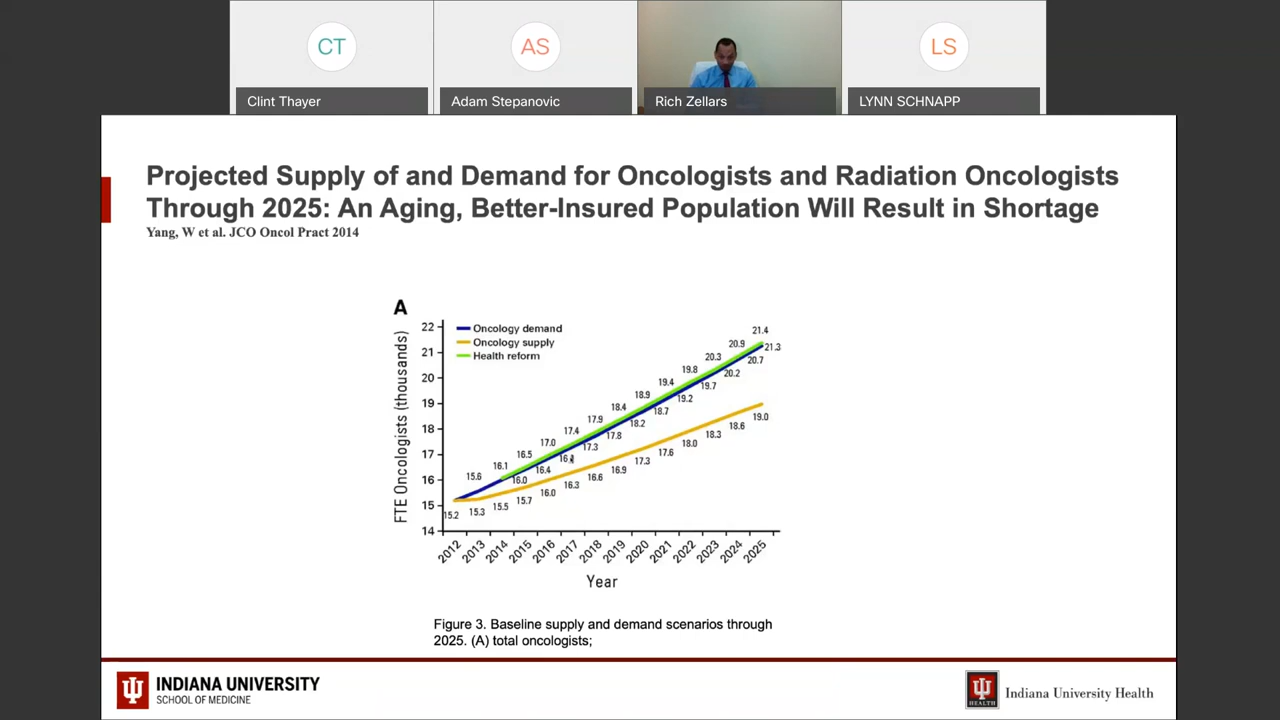 CT
AS
LS
Clint Thayer
Adam Stepanovic
Rich Zellars
LYNN SCHNAPP
Projected Supply of and Demand for Oncologists and Radiation Oncologists
Through 2025: An Aging, Better-Insured Population Will Result in Shortage
Yang, W et al. JCO Oncol Pract 2014
A
FTE Oncologists (thousands)
22
21
20
19
18
17
16
15
14
Oncology demand
Oncology supply
Health reform
15.6
16.1
16.5
17.0
17.4
17.9
18.4
18.9
19.4
19.8
20.3
20.9
21.4
16.0
16.4
17.3
17.8
18.2
18.7
19.2
19.7
20.2
20.7
21.3
15.2
15.3
15.5
15.7
16.0
16.3
16.6
16.9
17.3
17.6
18.0
18.3
18.6
19.0
2012
2013
2014
2015
2016
2017
2018
2019
2020
2021
2022
2023
2024
2025
Year
Figure 3. Baseline supply and demand scenarios through
2025. (A) total oncologists;
INDIANA UNIVERSITY
SCHOOL OF MEDICINE
HEALTH
Indiana University Health